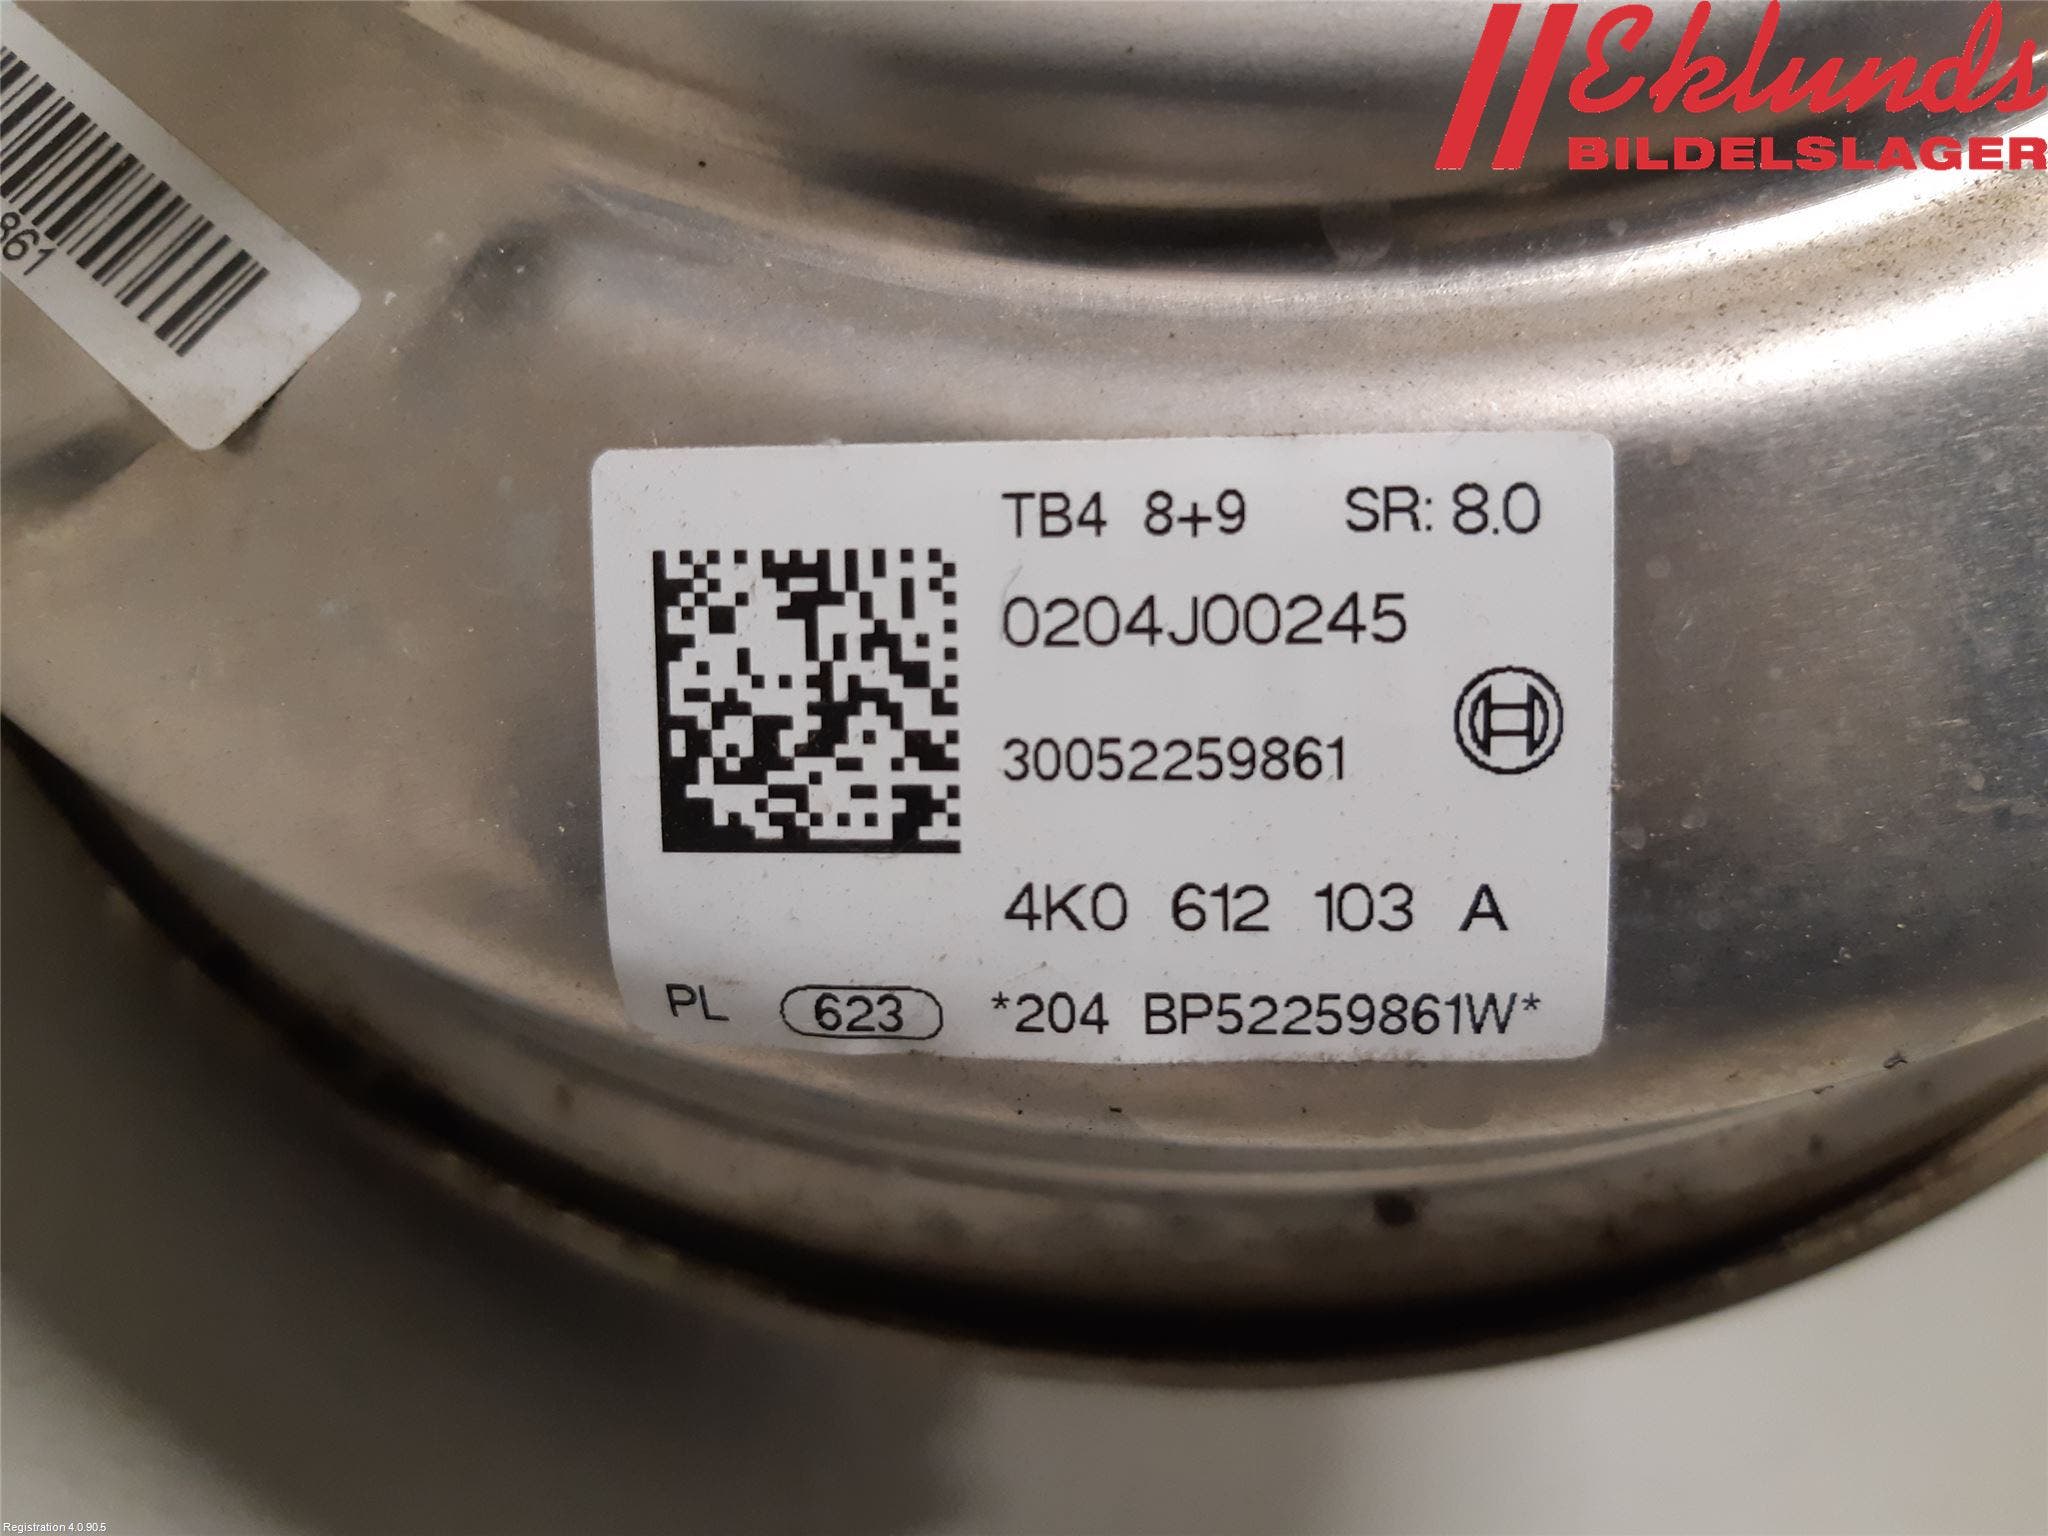 Eklunds
BILDELSLAGER
861
TB4 8+9 SR: 8.0
0204J00245
30052259861
4K0 612 103 A
PL 623 *204 BP52259861W*
Registration 4.0.90.5